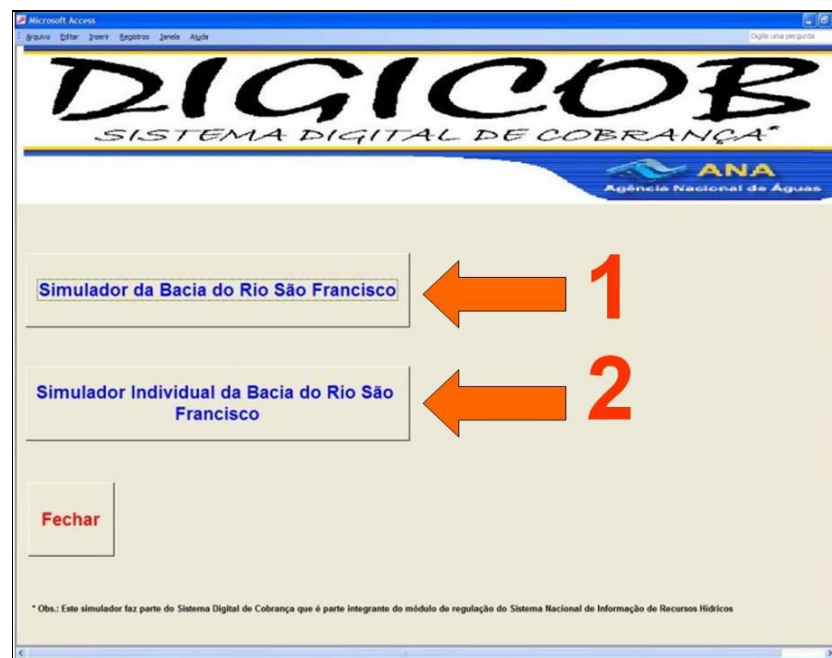 Microsoft Access
Arquivo Editar Inserir Registros Janela Ajuda
Digite uma pergunta
DIGICOB
SISTEMA DIGITAL DE COBRANÇA*
ANA
Agência Nacional de Águas
Simulador da Bacia do Rio São Francisco
1
Simulador Individual da Bacia do Rio São
Francisco
2
Fechar
* Obs.: Este simulador faz parte do Sistema Digital de Cobrança que é parte integrante do módulo de regulação do Sistema Nacional de Informação de Recursos Hídricos